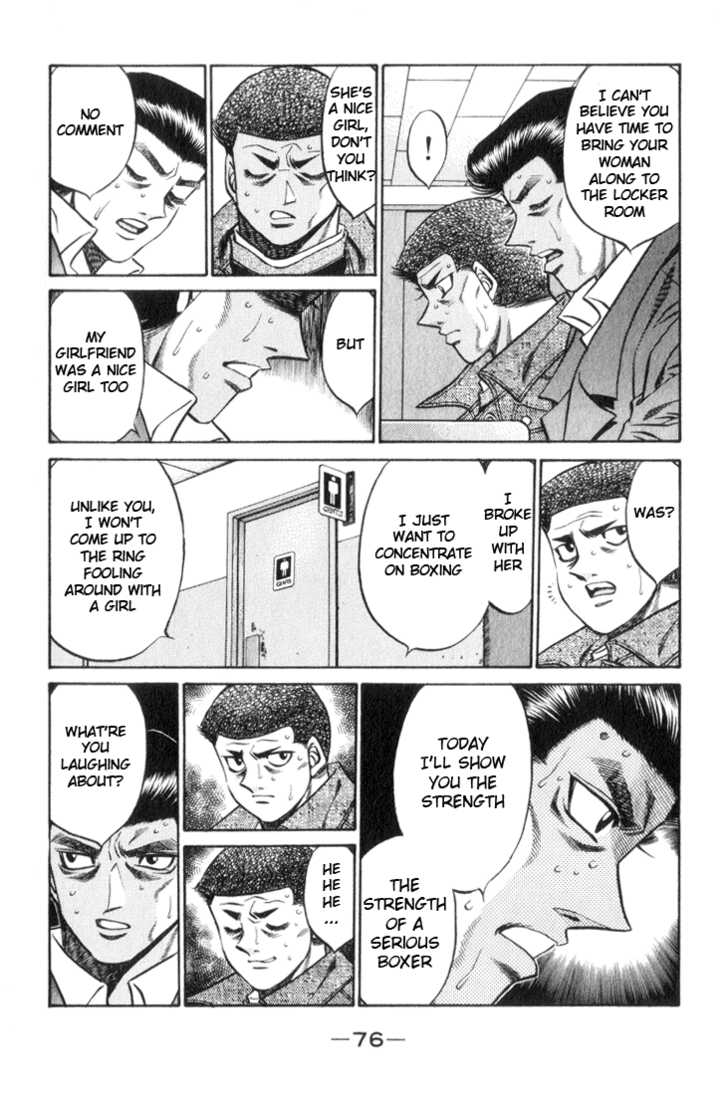 I CAN'T
BELIEVE YOU
HAVE TIME TO
BRING YOUR
WOMAN
ALONG TO
THE LOCKER
ROOM
!
SHE'S
A NICE
GIRL,
DON'T
YOU
THINK?
NO
COMMENT
BUT
MY
GIRLFRIEND
WAS A NICE
GIRL TOO
WAS?
I
BROKE
UP
WITH
HER
I JUST
WANT TO
CONCENTRATE
ON BOXING
GENTS
GENTS
UNLIKE YOU,
I WON'T
COME UP TO
THE RING
FOOLING
AROUND WITH
A GIRL
TODAY
I'LL SHOW
YOU THE
STRENGTH
THE
STRENGTH
OF A
SERIOUS
BOXER
HE
HE
HE
...
WHAT'RE
YOU
LAUGHING
ABOUT?
—76—